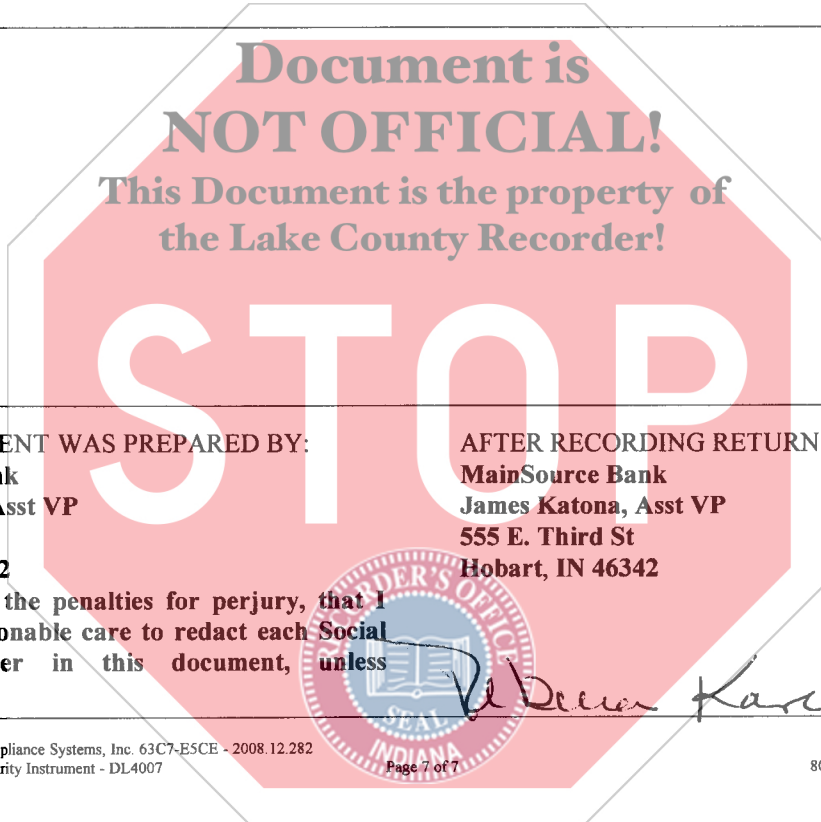 Document is
NOT OFFICIAL!
This Document is the property of
the Lake County Recorder!
STOP
ENT WAS PREPARED BY:
nk
Asst VP
2
the penalties for perjury, that I
onable care to redact each Social
er in this document, unless
AFTER RECORDING RETURN
MainSource Bank
James Katona, Asst VP
555 E. Third St
Hobart, IN 46342
RECORDER'S OFFICE
SEAL
INDIANA
pliance Systems, Inc. 63C7-E5CE - 2008.12.282
rity Instrument - DL4007
Page 7 of 7